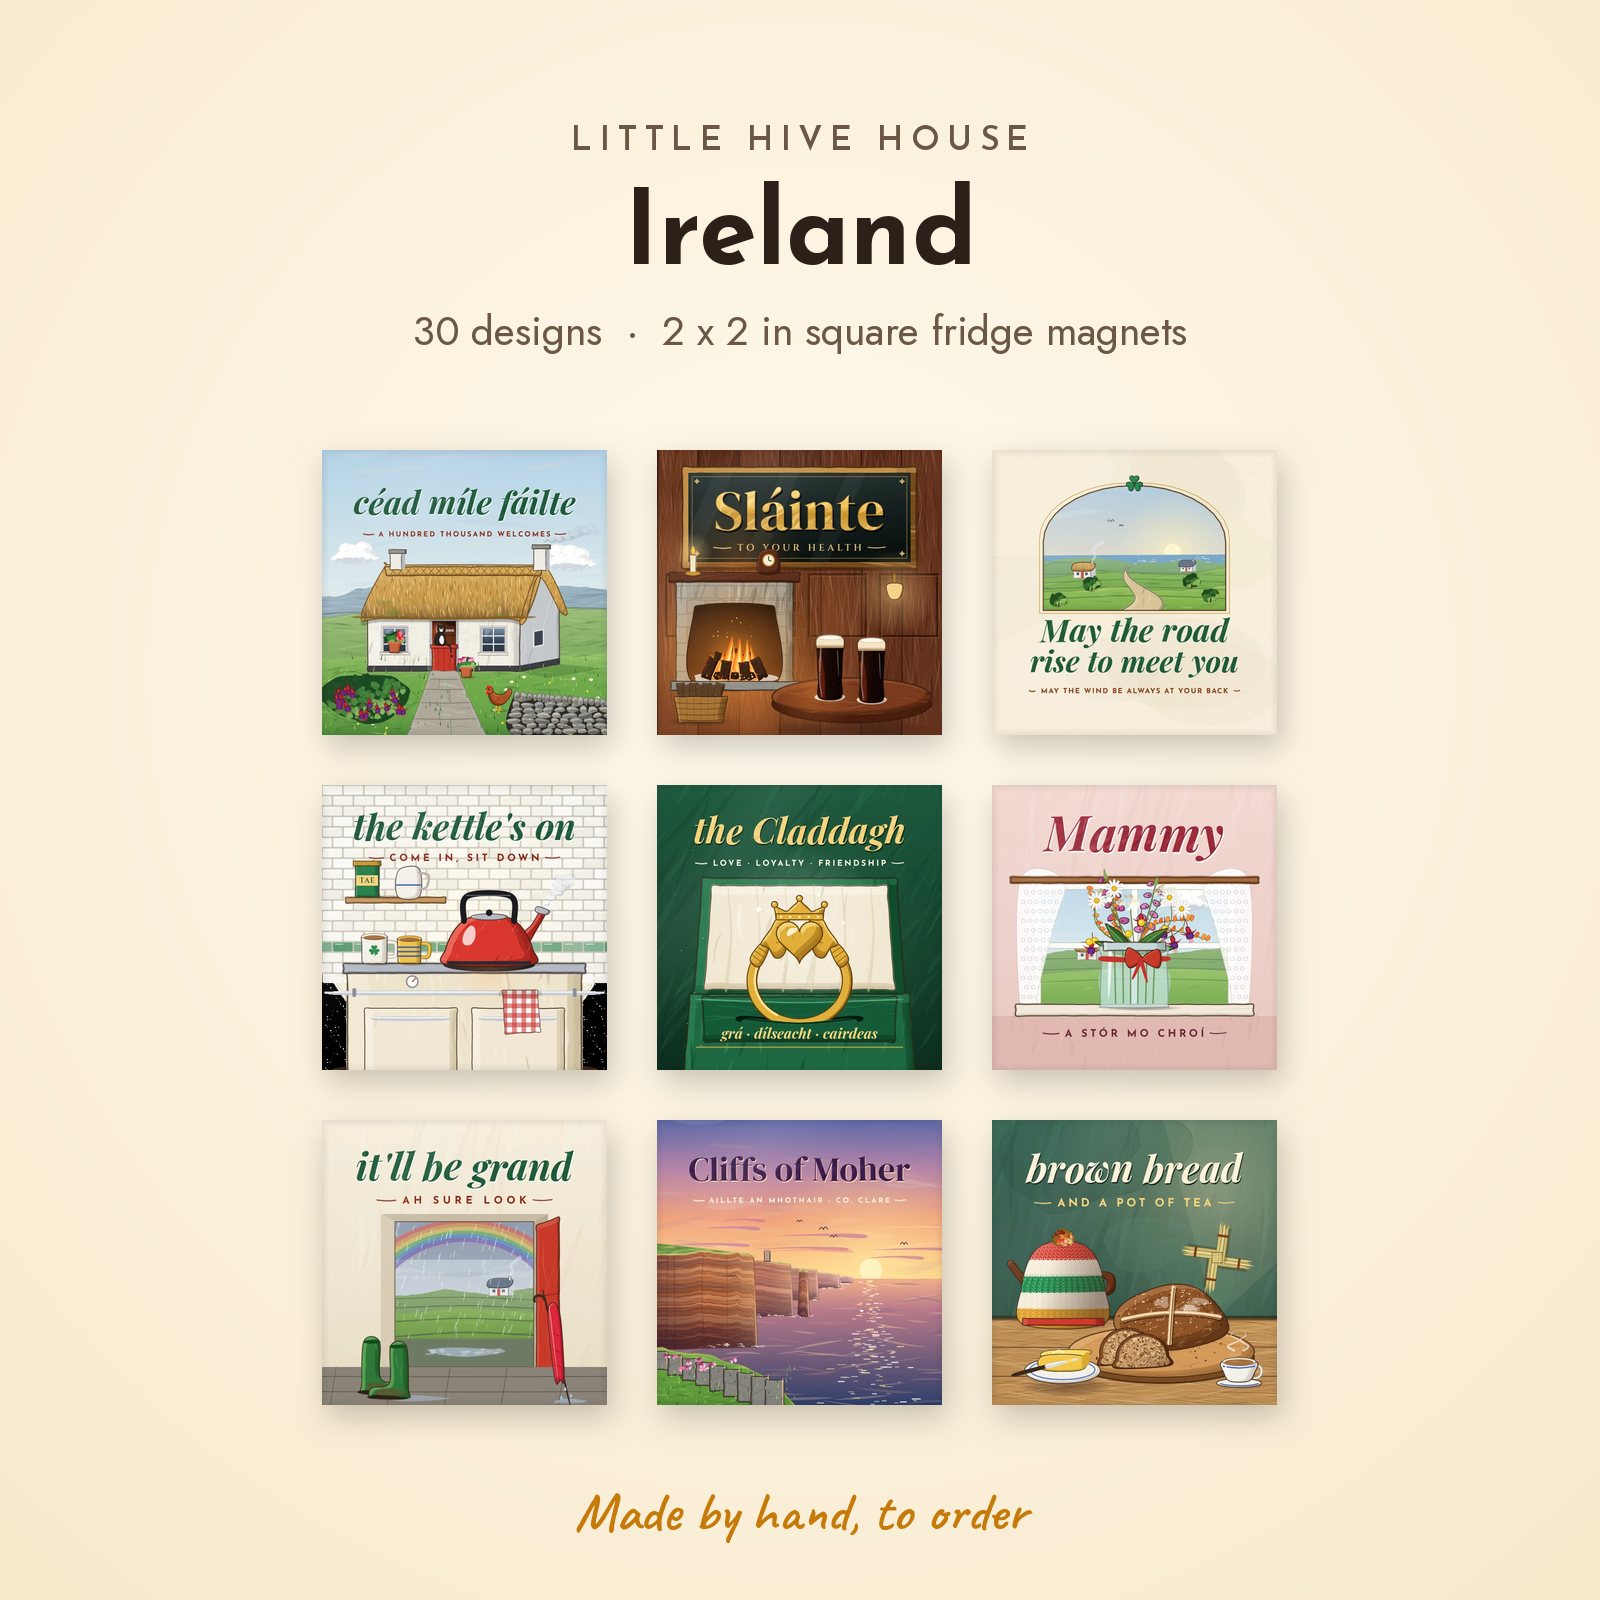 LITTLE HIVE HOUSE
Ireland
30 designs · 2 x 2 in square fridge magnets
céad míle fáilte
A HUNDRED THOUSAND WELCOMES
Sláinte
TO YOUR HEALTH
May the road
rise to meet you
MAY THE WIND BE ALWAYS AT YOUR BACK
the kettle's on
COME IN, SIT DOWN
TAE
the Claddagh
LOVE · LOYALTY · FRIENDSHIP
grá · dílseacht · cairdeas
Mammy
A STÓR MO CHROÍ
it'll be grand
AH SURE LOOK
Cliffs of Moher
AILLTE AN MHOTHAIR · CO. CLARE
brown bread
AND A POT OF TEA
Made by hand, to order